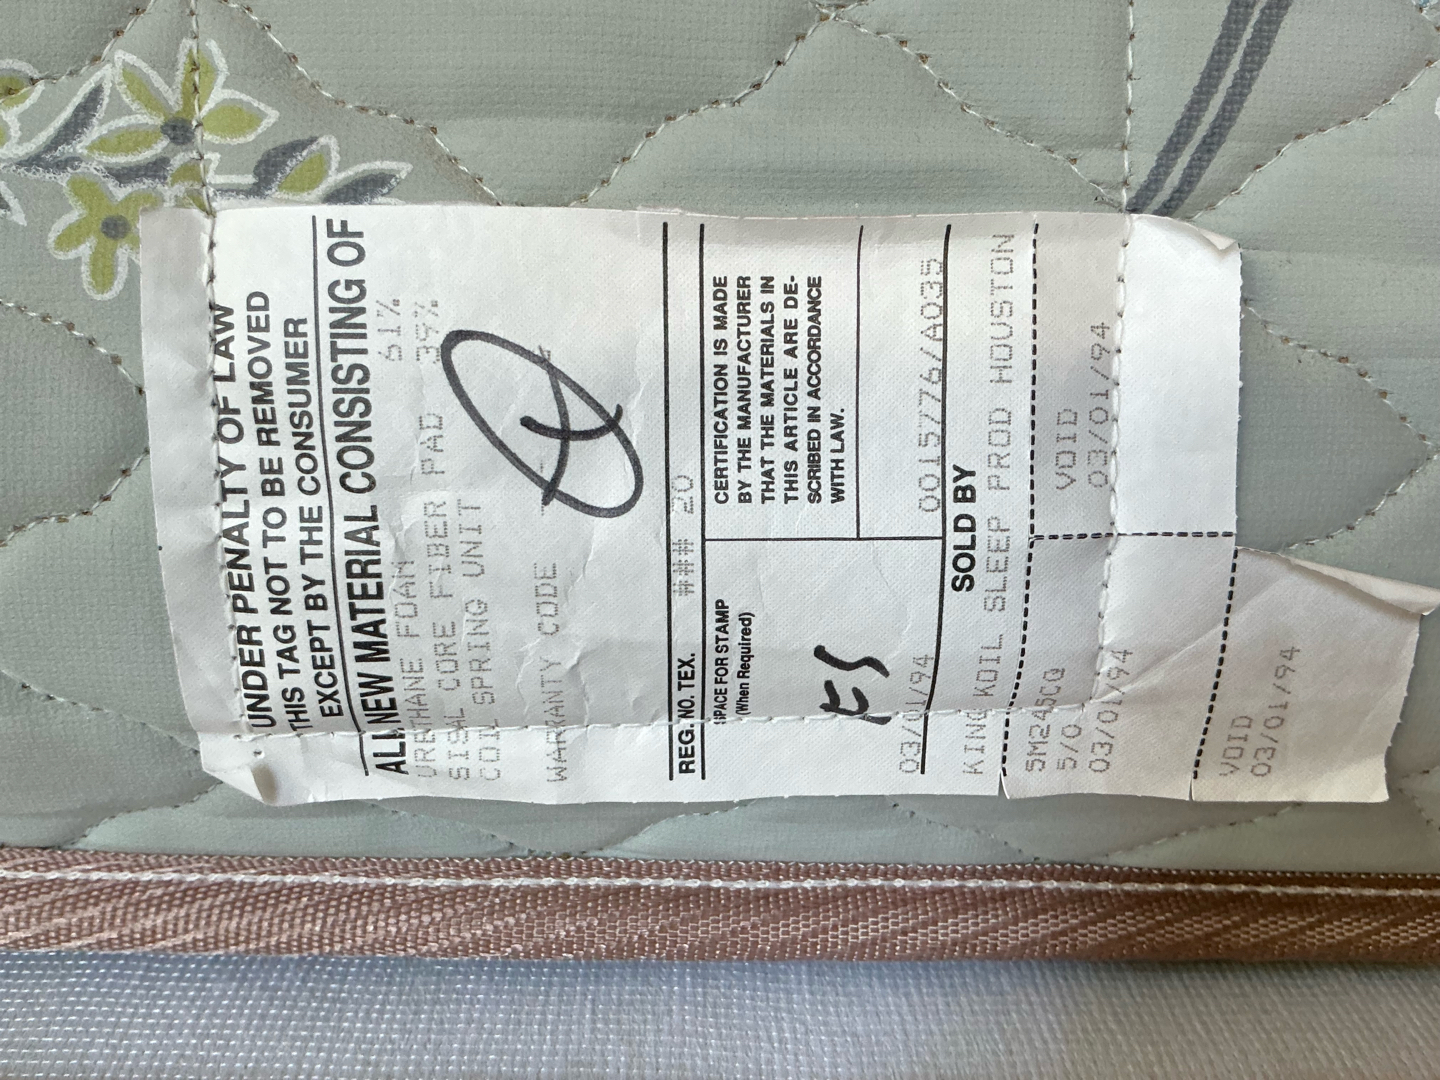 UNDER PENALTY OF LAW
THIS TAG NOT TO BE REMOVED
EXCEPT BY THE CONSUMER
ALL NEW MATERIAL CONSISTING OF
URETHANE FOAM 61%
SISAL CORE FIBER PAD 39%
COIL SPRING UNIT
WARRANTY CODE
REG. NO. TEX. ### 20
SPACE FOR STAMP
(When Required)
ES
CERTIFICATION IS MADE
BY THE MANUFACTURER
THAT THE MATERIALS IN
THIS ARTICLE ARE DE-
SCRIBED IN ACCORDANCE
WITH LAW.
03/01/94 0015776/A035
SOLD BY
KING KOIL SLEEP PROD HOUSTON
SM245CQ
5/0 VOID
03/01/94 03/01/94
VOID
03/01/94